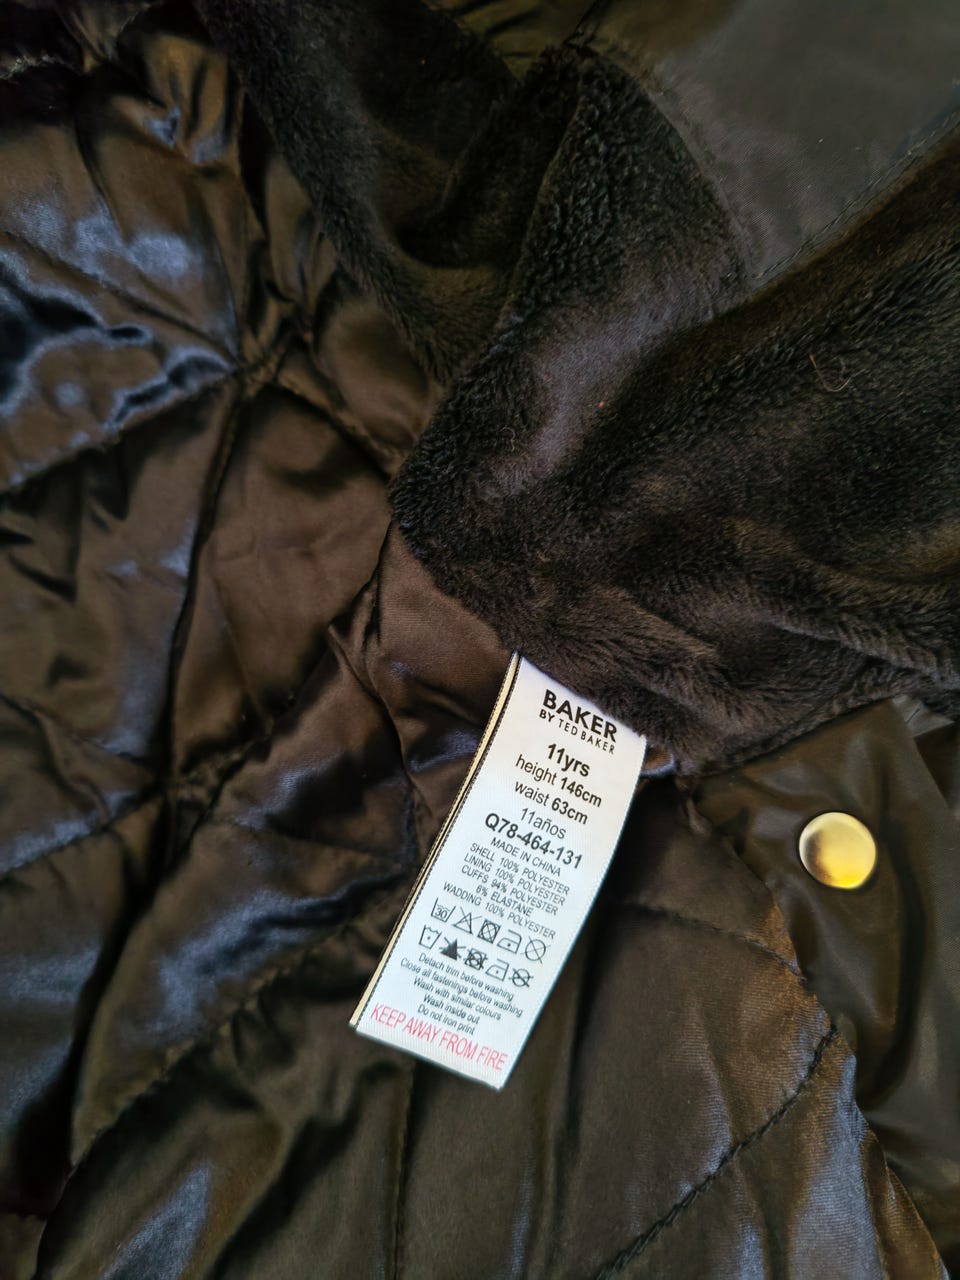 BAKER
BY TED BAKER
11yrs
height 146cm
waist 63cm
11años
Q78-464-131
MADE IN CHINA
SHELL 100% POLYESTER
LINING 100% POLYESTER
CUFFS 94% POLYESTER
6% ELASTANE
WADDING 100% POLYESTER
30
Detach trim before washing
Close all fastenings before washing
Wash with similar colours
Wash inside out
Do not iron print
KEEP AWAY FROM FIRE